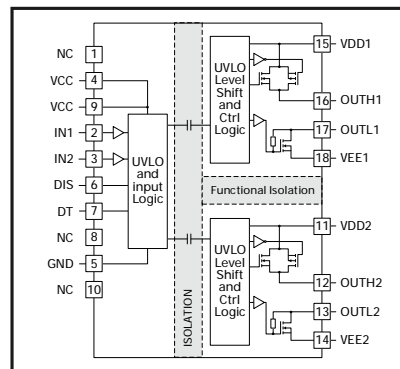 NC 1
VCC 4
VCC 9
IN1 2
IN2 3
DIS 6
DT 7
NC 8
GND 5
NC 10
UVLO
and
input
Logic
ISOLATION
UVLO
Level
Shift
and
Ctrl
Logic
15 VDD1
16 OUTH1
17 OUTL1
18 VEE1
Functional Isolation
UVLO
Level
Shift
and
Ctrl
Logic
11 VDD2
12 OUTH2
13 OUTL2
14 VEE2